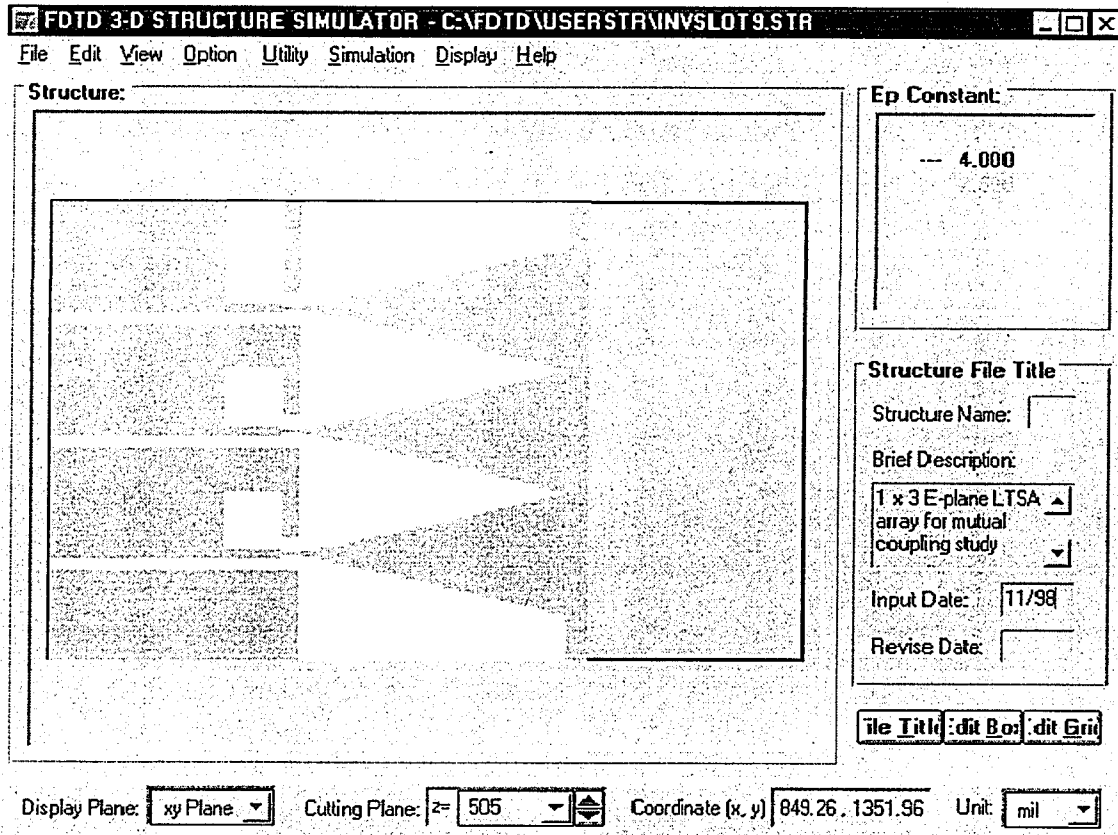 FDTD 3-D STRUCTURE SIMULATOR - C:\FDTD\USERSTR\INVSLOT9.STR
File Edit View Option Utility Simulation Display Help
Structure:
Ep Constant:
--- 4.000
Structure File Title
Structure Name:
Brief Description:
1 x 3 E-plane LTSA
array for mutual
coupling study
Input Date: 11/98
Revise Date:
ile Title dit Bo dit Grid
Display Plane: xy Plane Cutting Plane: z= 505 Coordinate (x, y) 849.26 , 1351.96 Unit: mil